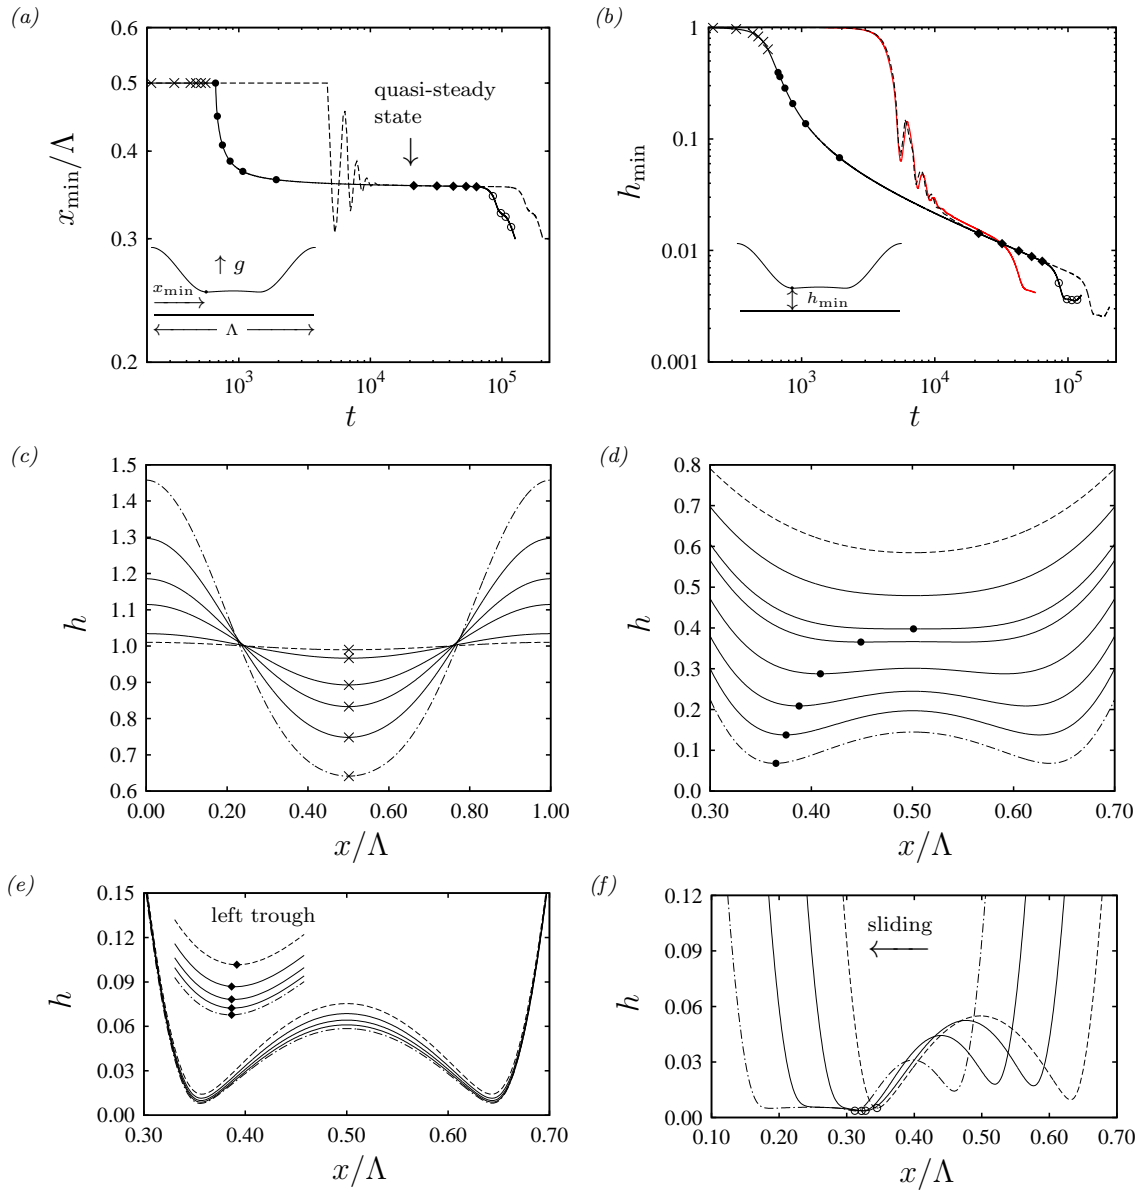 (a)
0.6
0.5
0.4
0.3
0.2
x_min/Λ
quasi-steady
state
↑ g
x_min
Λ
10^3
10^4
10^5
t
(b)
1
0.1
0.01
0.001
h_min
h_min
10^3
10^4
10^5
t
(c)
1.5
1.4
1.3
1.2
1.1
1.0
0.9
0.8
0.7
0.6
h
0.00
0.20
0.40
0.60
0.80
1.00
x/Λ
(d)
0.8
0.7
0.6
0.5
0.4
0.3
0.2
0.1
0.0
h
0.30
0.40
0.50
0.60
0.70
x/Λ
(e)
0.15
0.12
0.09
0.06
0.03
0.00
h
left trough
0.30
0.40
0.50
0.60
0.70
x/Λ
(f)
0.12
0.09
0.06
0.03
0.00
h
sliding
0.10
0.20
0.30
0.40
0.50
0.60
0.70
x/Λ